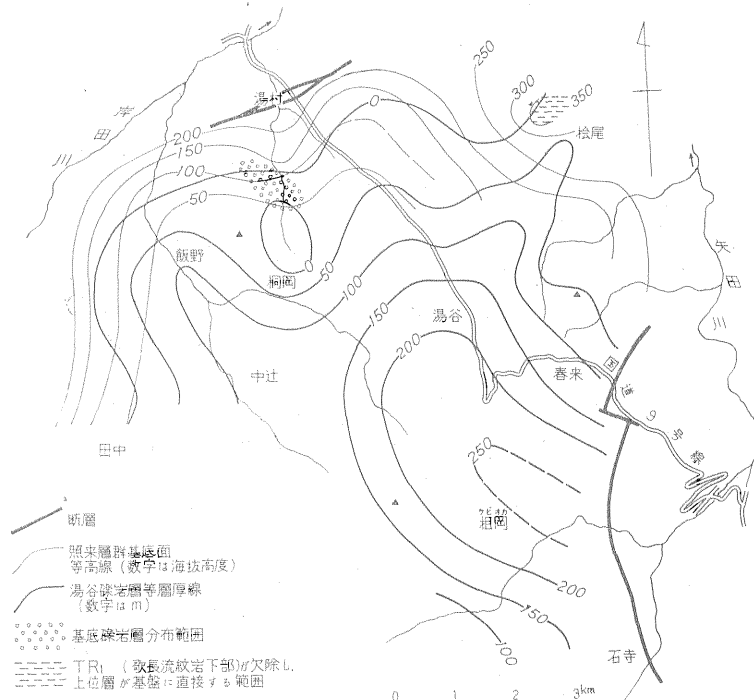 250
300
350
桧尾
湯村
0
岸田川
200
150
100
50
飯野
桐岡
0
50
100
150
200
湯谷
矢田川
中辻
春来
国道9号線
田中
250
柤岡
ケビオカ
200
150
100
石寺
断層
照来層群基底面
等高線(数字は海抜高度)
湯谷礫岩層等層厚線
(数字はm)
基底礫岩層分布範囲
TR₁ (歌長流紋岩下部)が欠除し,
上位層が基盤に直接する範囲
0 1 2 3km